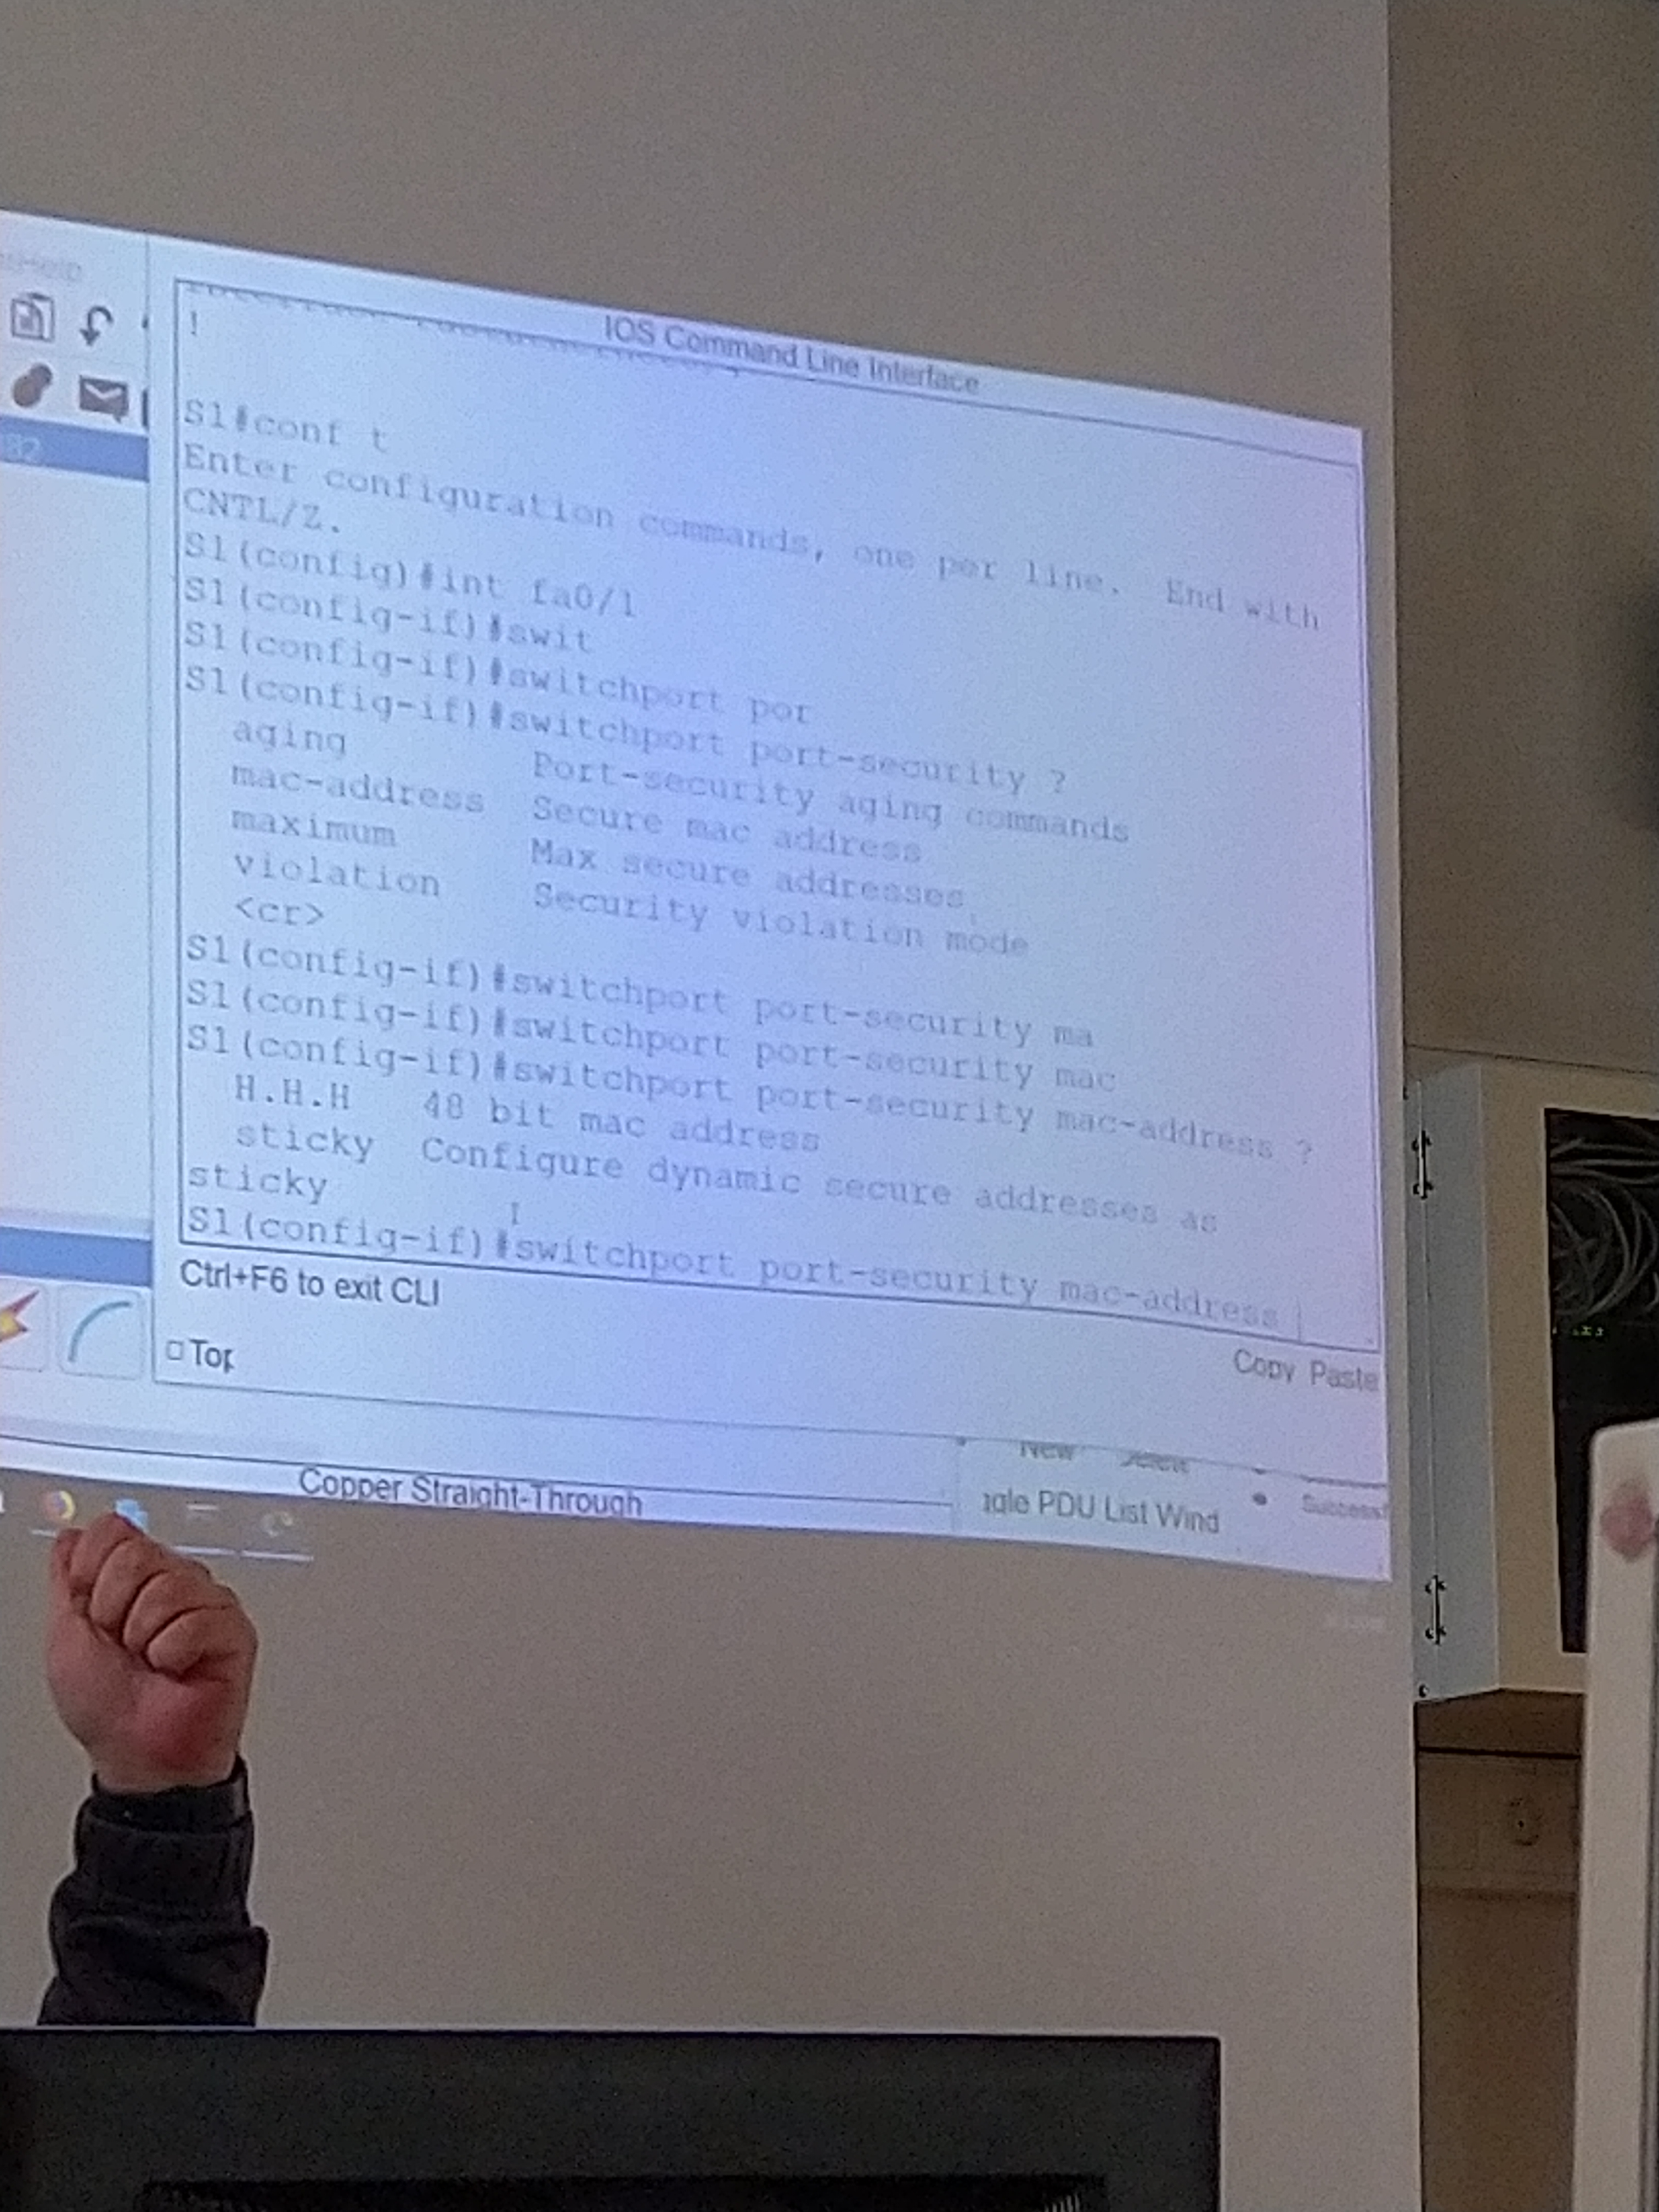 Help
IOS Command Line Interface
!
S1#conf t
Enter configuration commands, one per line.  End with
CNTL/Z.
S1(config)#int fa0/1
S1(config-if)#swit
S1(config-if)#switchport por
S1(config-if)#switchport port-security ?
aging Port-security aging commands
mac-address Secure mac address
maximum Max secure addresses
violation Security violation mode
<cr>
S1(config-if)#switchport port-security ma
S1(config-if)#switchport port-security mac
S1(config-if)#switchport port-security mac-address ?
H.H.H 48 bit mac address
sticky Configure dynamic secure addresses as
sticky
S1(config-if)#switchport port-security mac-address
Ctrl+F6 to exit CLI
Copy Paste
Top
New
Copper Straight-Through
PDU List Wind